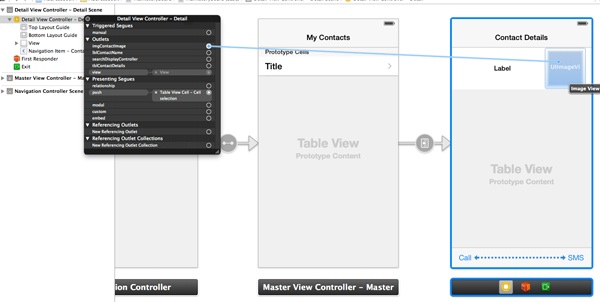 Detail View Controller – Detail Scene
Detail View Controller – Detail
Top Layout Guide
Bottom Layout Guide
View
Navigation Item – Conta
First Responder
Exit
Master View Controller – Maste
Navigation Controller Scene
Detail View Controller – Detail
Triggered Segues
manual
Outlets
imgContactImage
lblContactName
searchDisplayController
tblContactDetails
view
View
Presenting Segues
relationship
push
Table View Cell – Cell
selection
modal
custom
embed
Referencing Outlets
New Referencing Outlet
Referencing Outlet Collections
New Referencing Outlet Collection
ion Controller
My Contacts
Prototype Cells
Title
Table View
Prototype Content
Master View Controller – Master
Contact Details
Label
UIImageVi
Image View
Table View
Prototype Content
Call
SMS